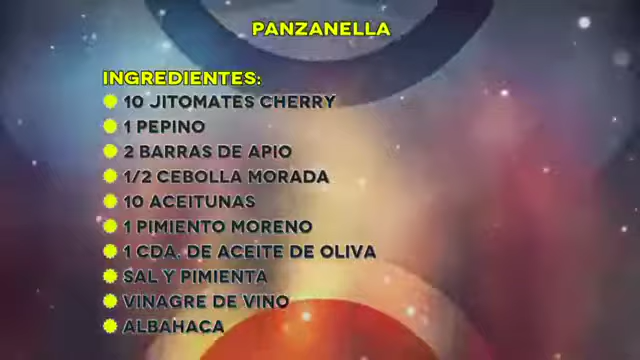 PANZANELLA
INGREDIENTES:
10 JITOMATES CHERRY
1 PEPINO
2 BARRAS DE APIO
1/2 CEBOLLA MORADA
10 ACEITUNAS
1 PIMIENTO MORENO
1 CDA. DE ACEITE DE OLIVA
SAL Y PIMIENTA
VINAGRE DE VINO
ALBAHACA